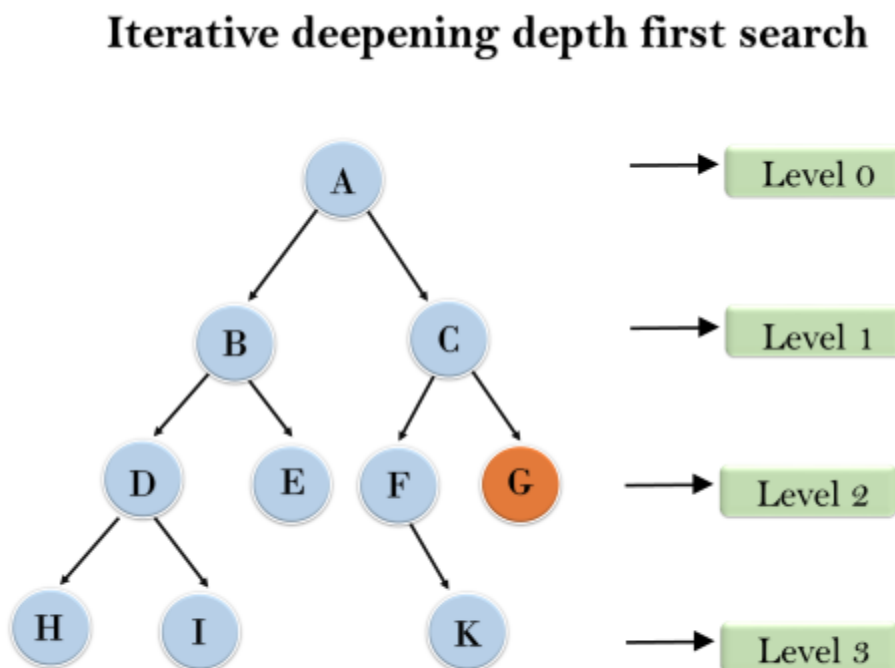 Iterative deepening depth first search
A
Level 0
B
C
Level 1
D
E
F
G
Level 2
H
I
K
Level 3